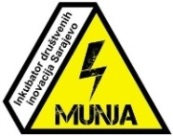 Inkubator društvenih
inovacija Sarajevo
MUNJA